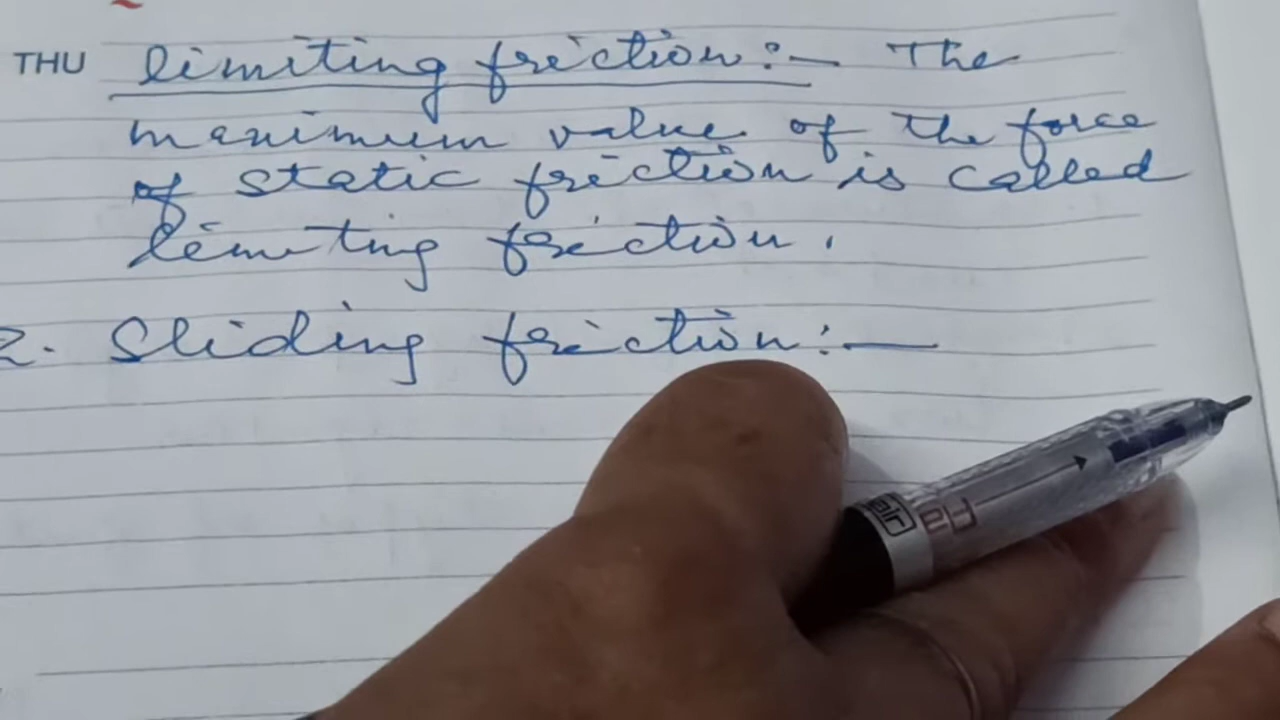 THU limiting friction:- The
maximum value of the force
of static friction is called
limiting friction.
2. Sliding friction:-